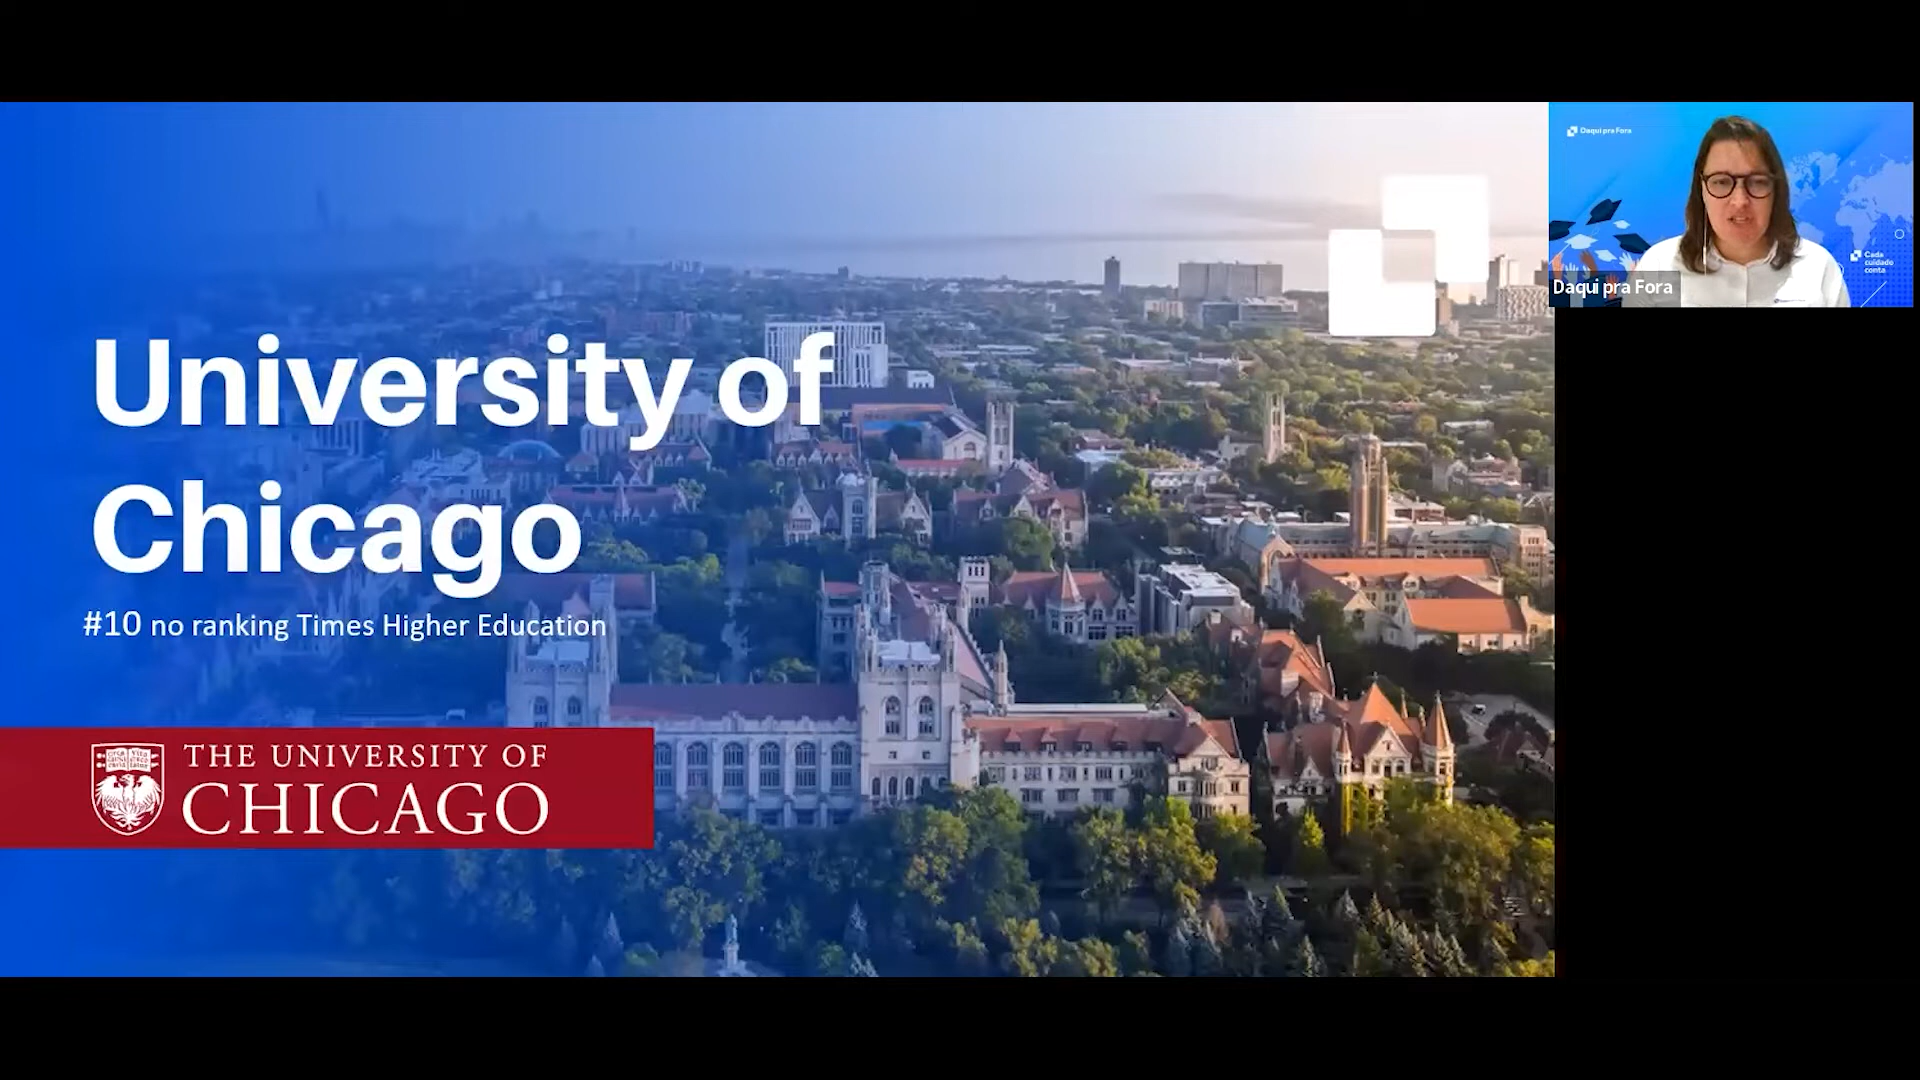 University of
Chicago
#10 no ranking Times Higher Education
THE UNIVERSITY OF
CHICAGO
Daqui pra Fora
Cada
cuidado
conta
Daqui pra Fora